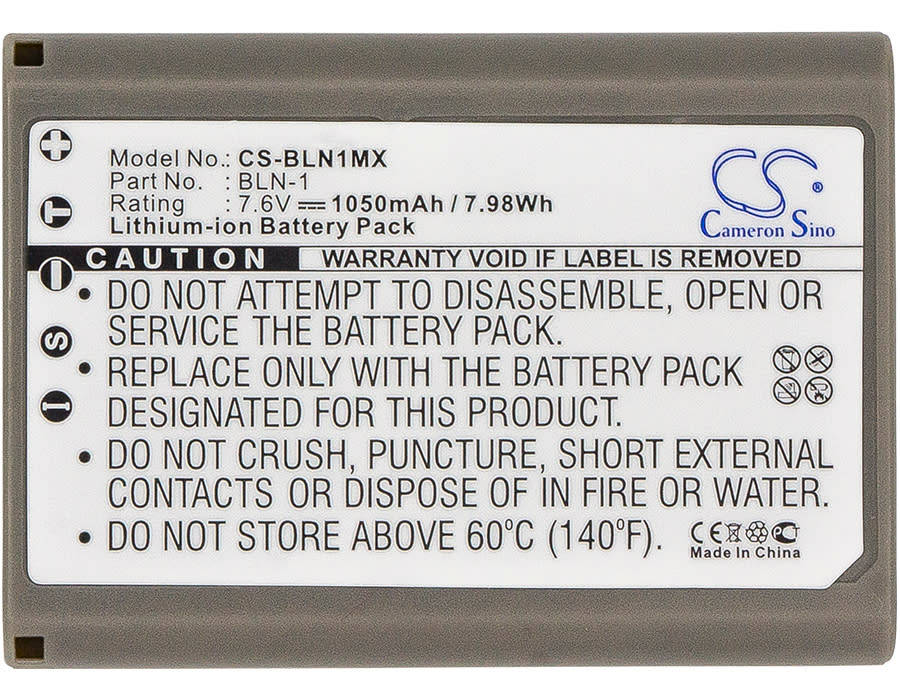 Model No.: CS-BLN1MX
Part No. : BLN-1
Rating : 7.6V⎓1050mAh / 7.98Wh
Lithium-ion Battery Pack
CS®
Cameron Sino
CAUTION WARRANTY VOID IF LABEL IS REMOVED
• DO NOT ATTEMPT TO DISASSEMBLE, OPEN OR
SERVICE THE BATTERY PACK.
• REPLACE ONLY WITH THE BATTERY PACK
DESIGNATED FOR THIS PRODUCT.
• DO NOT CRUSH, PUNCTURE, SHORT EXTERNAL
CONTACTS OR DISPOSE OF IN FIRE OR WATER.
• DO NOT STORE ABOVE 60°C (140°F).
CE PCT
Made In China
+ T I S I